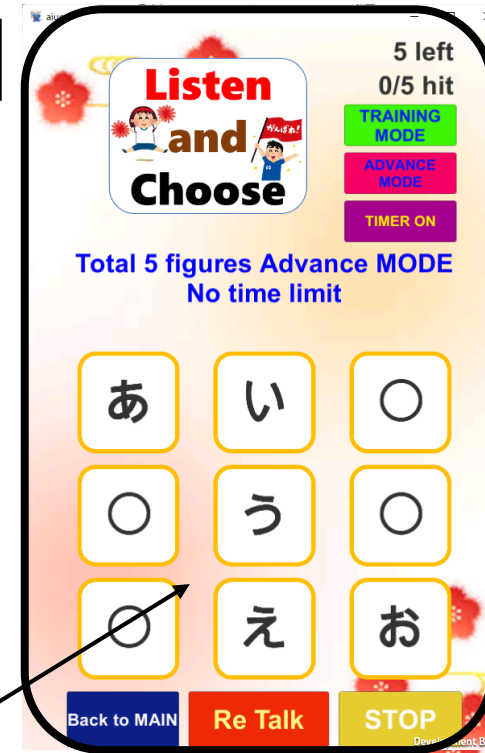 5 left
0/5 hit
Listen
and
Choose
がんばれ!
TRAINING
MODE
ADVANCE
MODE
TIMER ON
Total 5 figures Advance MODE
No time limit
あ い ○
○ う ○
○ え お
Back to MAIN Re Talk STOP